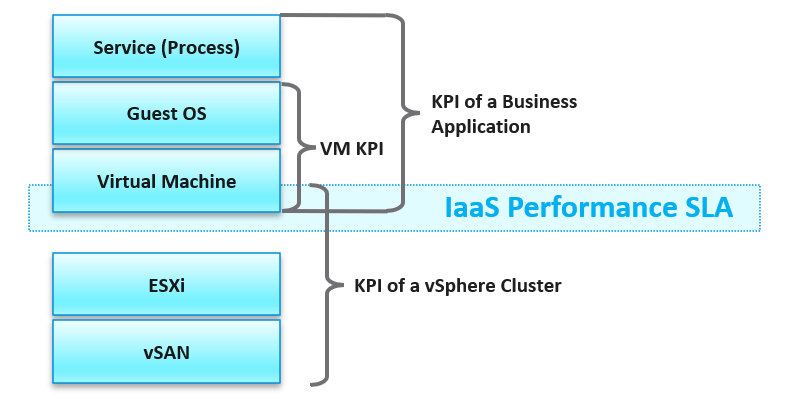 Service (Process)
Guest OS
Virtual Machine
VM KPI
KPI of a Business
Application
IaaS Performance SLA
ESXi
vSAN
KPI of a vSphere Cluster